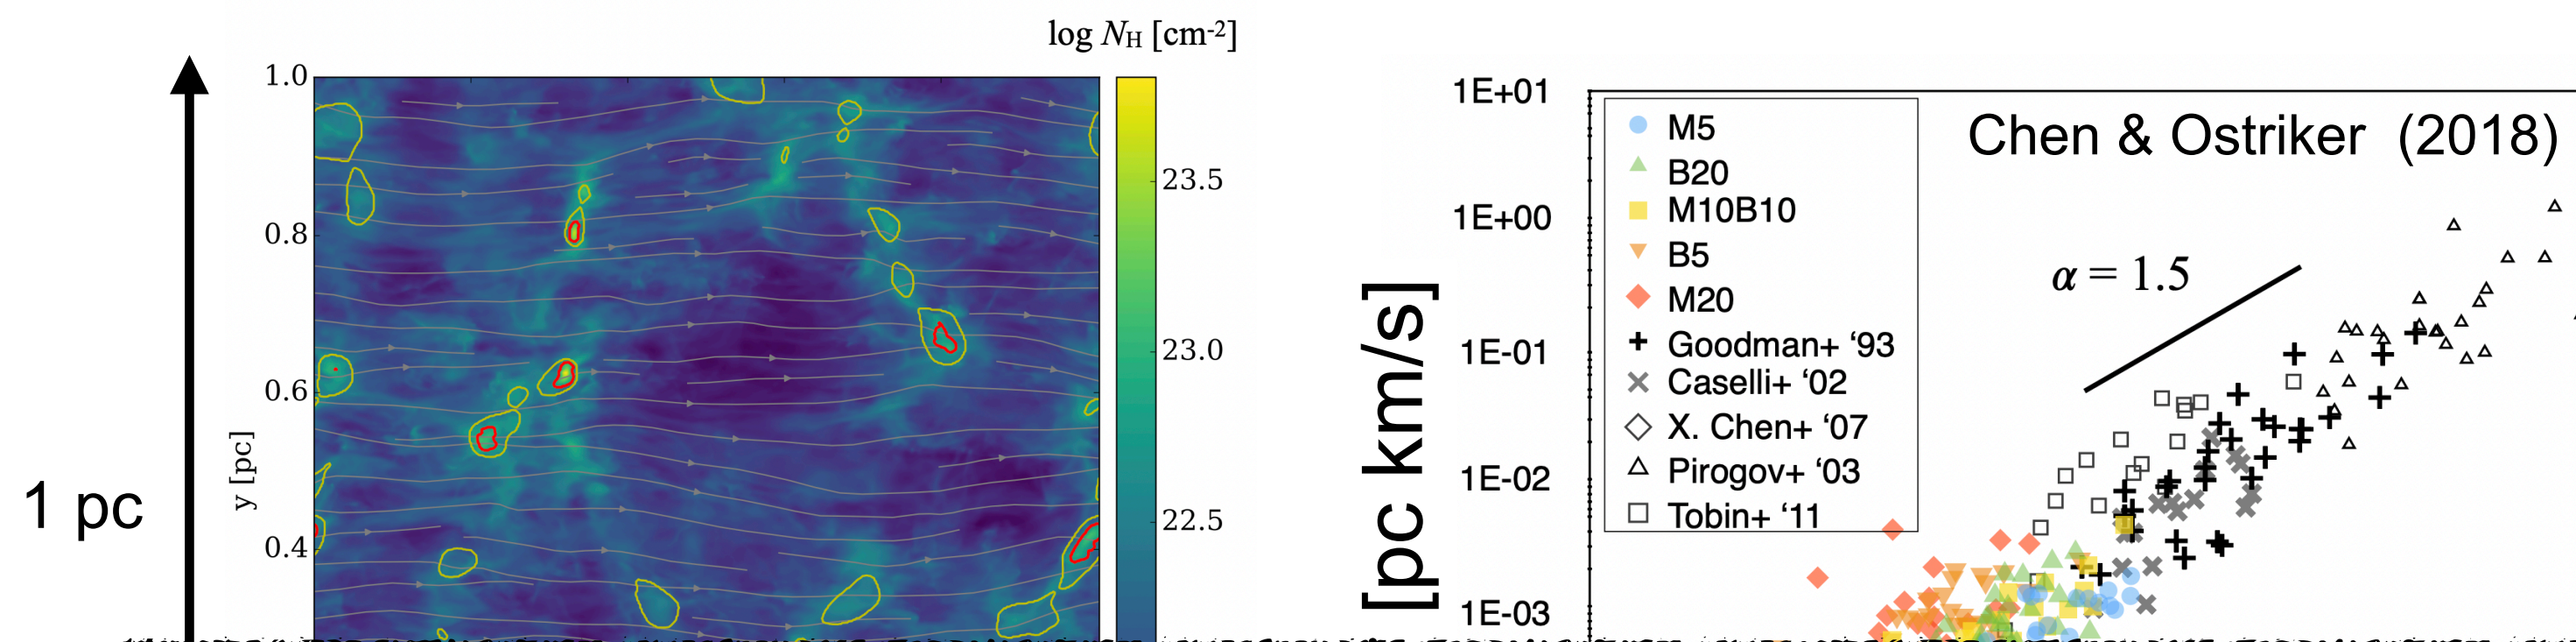 log N_H [cm^-2]
1.0
0.8
0.6
0.4
y [pc]
1 pc
23.5
23.0
22.5
1E+01
1E+00
1E-01
1E-02
1E-03
[pc km/s]
M5
B20
M10B10
B5
M20
Goodman+ ‘93
Caselli+ ‘02
X. Chen+ ‘07
Pirogov+ ‘03
Tobin+ ‘11
Chen & Ostriker (2018)
α = 1.5